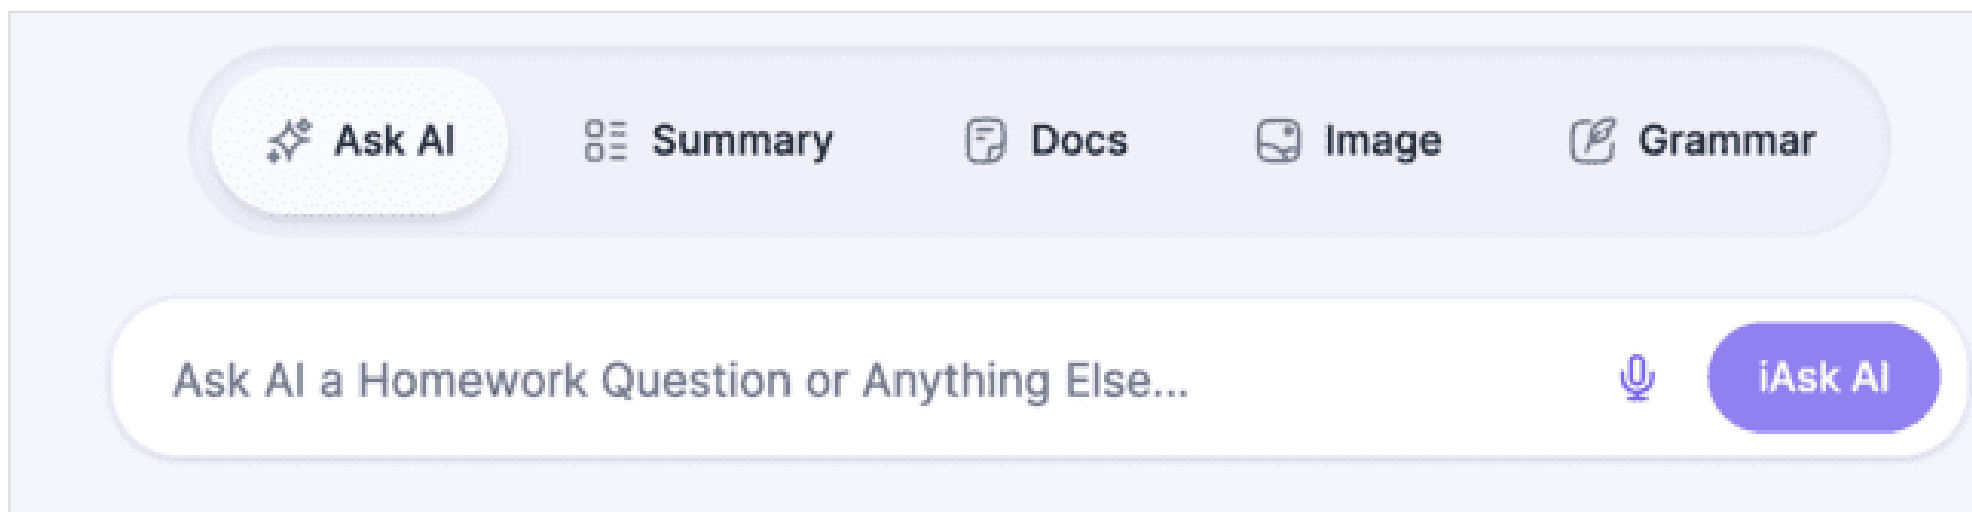 Ask AI Summary Docs Image Grammar
Ask AI a Homework Question or Anything Else... iAsk AI